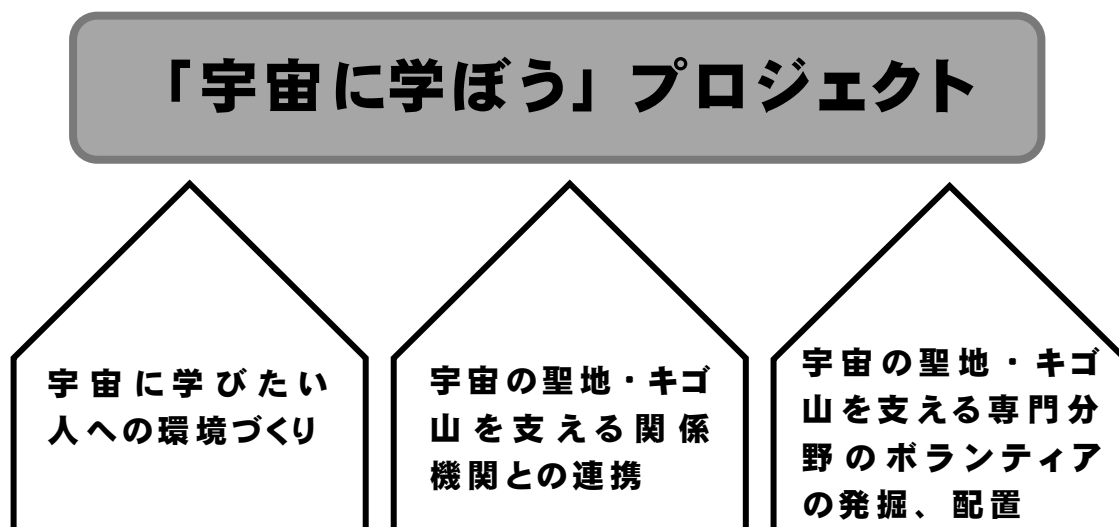 「宇宙に学ぼう」プロジェクト
宇宙に学びたい
人への環境づくり
宇宙の聖地・キゴ
山を支える関係
機関との連携
宇宙の聖地・キゴ
山を支える専門分
野のボランティア
の発掘、配置